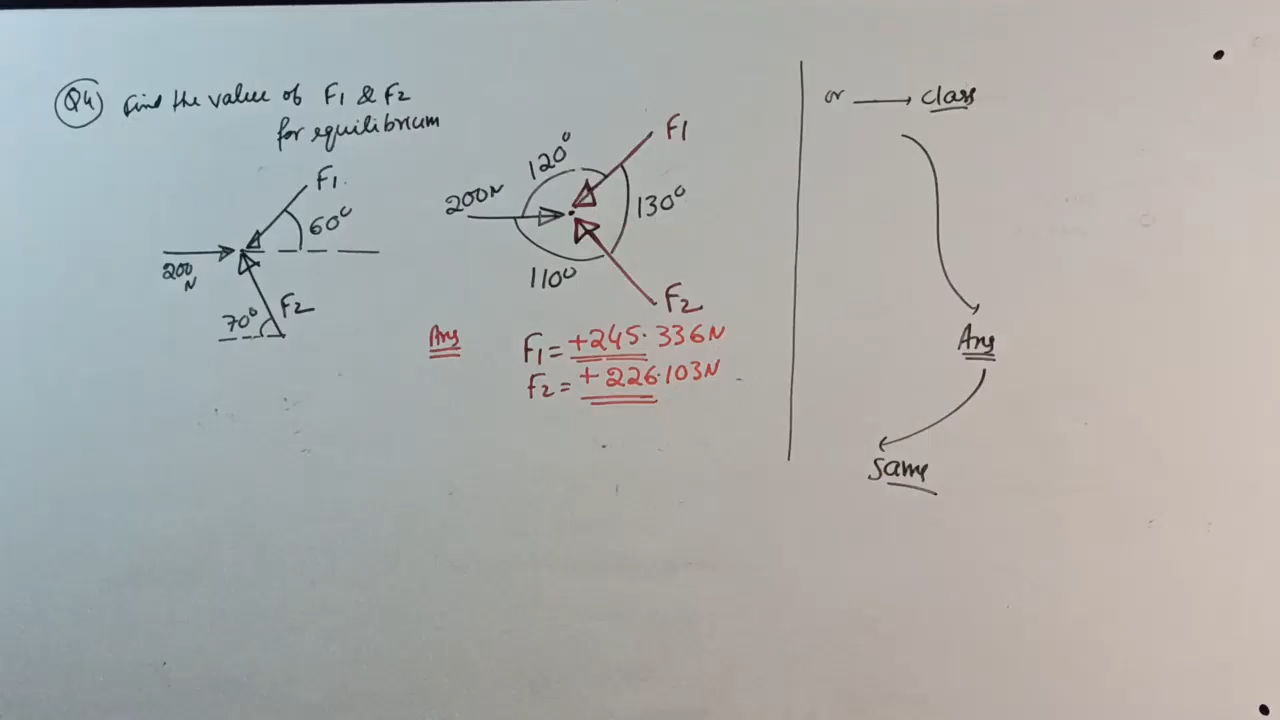 Q4 Find the value of F1 & F2
for equilibrium
F1
60°
200
N
70°
F2
F1
120°
200N
130°
110°
F2
Ans
F1 = +245.336N
F2 = +226.103N
or → class
Ans
Same